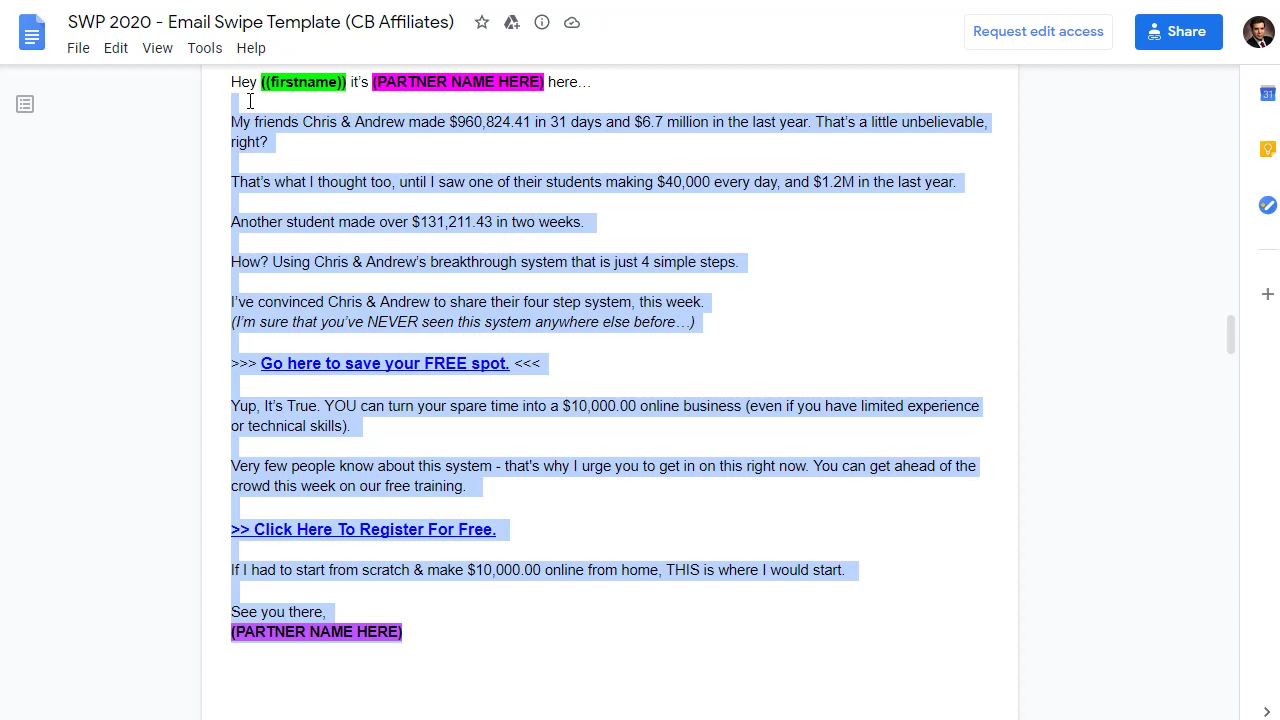 SWP 2020 - Email Swipe Template (CB Affiliates)
File Edit View Tools Help
Request edit access
Share
31
Hey ((firstname)) it's (PARTNER NAME HERE) here…
My friends Chris & Andrew made $960,824.41 in 31 days and $6.7 million in the last year. That’s a little unbelievable,
right?
That’s what I thought too, until I saw one of their students making $40,000 every day, and $1.2M in the last year.
Another student made over $131,211.43 in two weeks.
How? Using Chris & Andrew’s breakthrough system that is just 4 simple steps.
I’ve convinced Chris & Andrew to share their four step system, this week.
(I’m sure that you’ve NEVER seen this system anywhere else before…)
>>> Go here to save your FREE spot. <<<
Yup, It’s True. YOU can turn your spare time into a $10,000.00 online business (even if you have limited experience
or technical skills).
Very few people know about this system - that's why I urge you to get in on this right now. You can get ahead of the
crowd this week on our free training.
>> Click Here To Register For Free.
If I had to start from scratch & make $10,000.00 online from home, THIS is where I would start.
See you there,
(PARTNER NAME HERE)